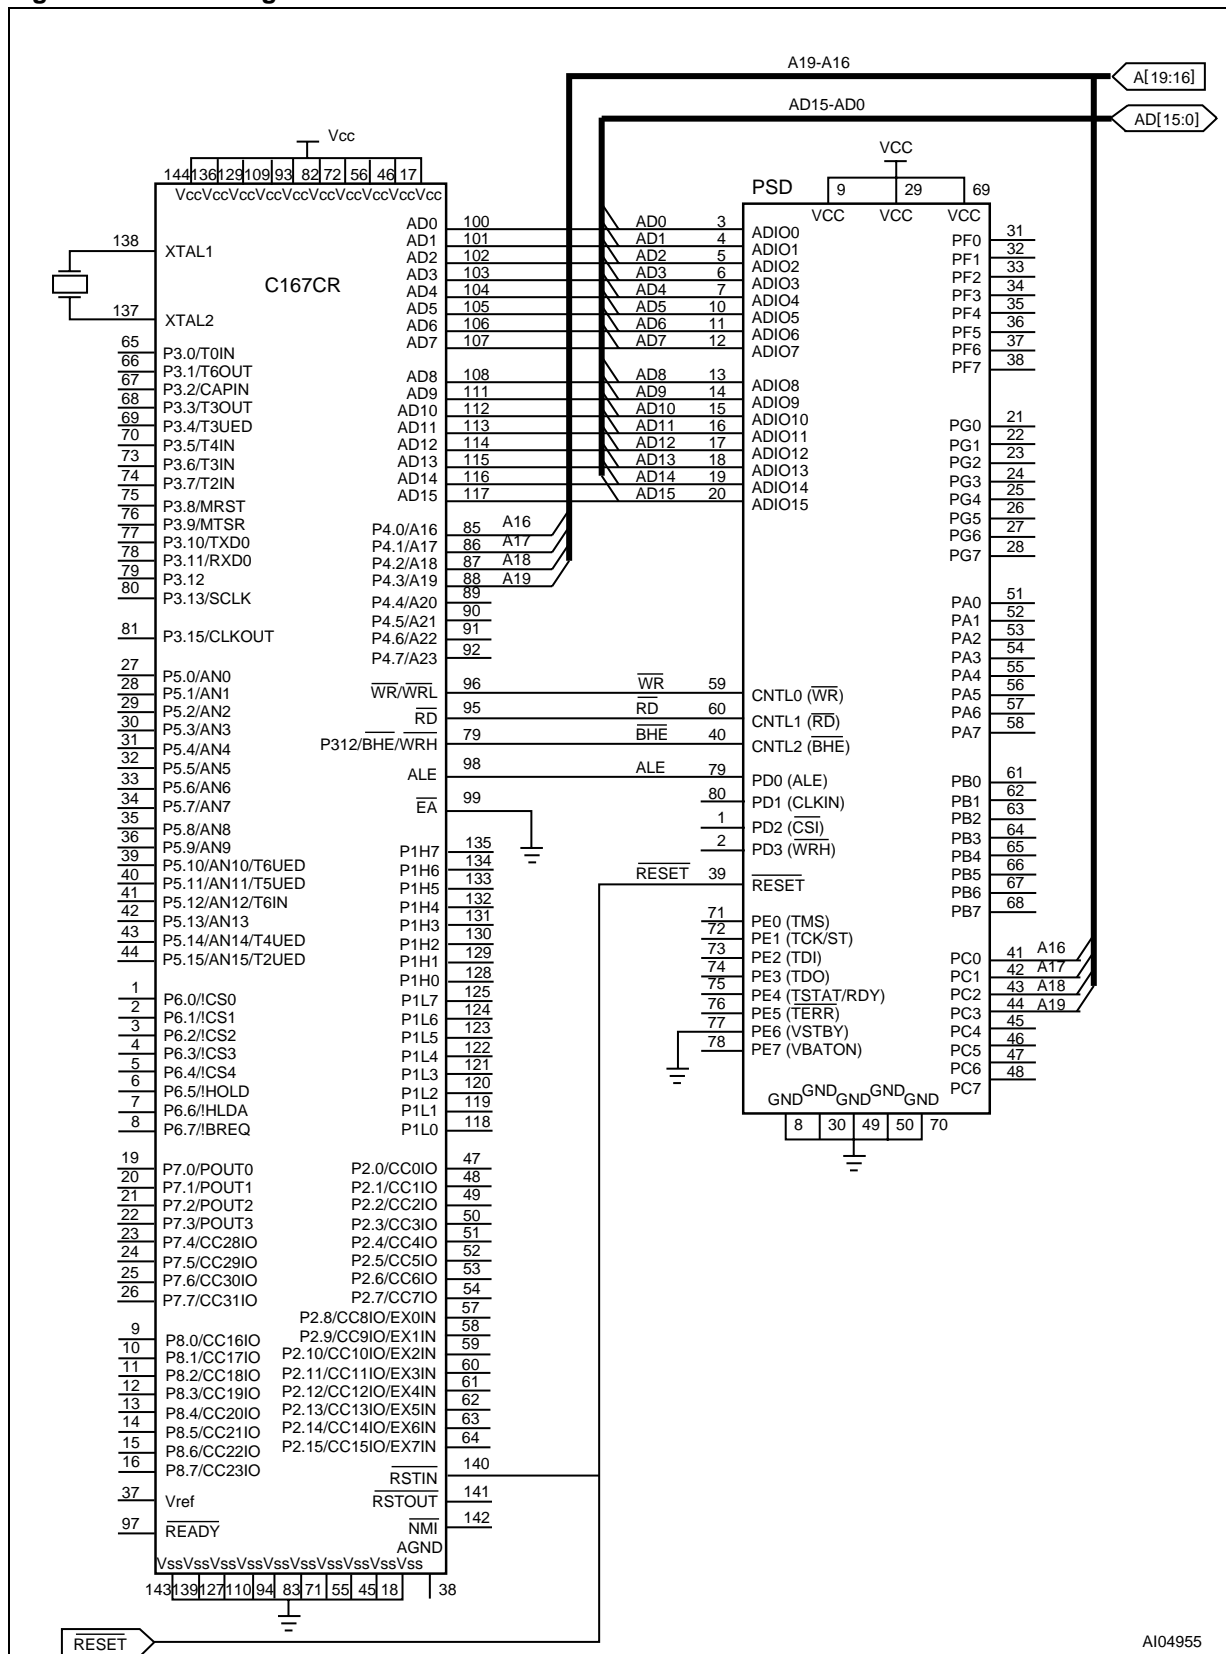 A19-A16
A[19:16]
AD15-AD0
AD[15:0]
Vcc
144 136 129 109 93 82 72 56 46 17
Vcc Vcc Vcc Vcc Vcc Vcc Vcc Vcc Vcc Vcc
C167CR
138 XTAL1
137 XTAL2
65 P3.0/T0IN
66 P3.1/T6OUT
67 P3.2/CAPIN
68 P3.3/T3OUT
69 P3.4/T3UED
70 P3.5/T4IN
73 P3.6/T3IN
74 P3.7/T2IN
75 P3.8/MRST
76 P3.9/MTSR
77 P3.10/TXD0
78 P3.11/RXD0
79 P3.12
80 P3.13/SCLK
81 P3.15/CLKOUT
27 P5.0/AN0
28 P5.1/AN1
29 P5.2/AN2
30 P5.3/AN3
31 P5.4/AN4
32 P5.5/AN5
33 P5.6/AN6
34 P5.7/AN7
35 P5.8/AN8
36 P5.9/AN9
39 P5.10/AN10/T6UED
40 P5.11/AN11/T5UED
41 P5.12/AN12/T6IN
42 P5.13/AN13
43 P5.14/AN14/T4UED
44 P5.15/AN15/T2UED
1 P6.0/!CS0
2 P6.1/!CS1
3 P6.2/!CS2
4 P6.3/!CS3
5 P6.4/!CS4
6 P6.5/!HOLD
7 P6.6/!HLDA
8 P6.7/!BREQ
19 P7.0/POUT0
20 P7.1/POUT1
21 P7.2/POUT2
22 P7.3/POUT3
23 P7.4/CC28IO
24 P7.5/CC29IO
25 P7.6/CC30IO
26 P7.7/CC31IO
9 P8.0/CC16IO
10 P8.1/CC17IO
11 P8.2/CC18IO
12 P8.3/CC19IO
13 P8.4/CC20IO
14 P8.5/CC21IO
15 P8.6/CC22IO
16 P8.7/CC23IO
37 Vref
97 READY
AD0 100 AD0 3 ADIO0
AD1 101 AD1 4 ADIO1
AD2 102 AD2 5 ADIO2
AD3 103 AD3 6 ADIO3
AD4 104 AD4 7 ADIO4
AD5 105 AD5 10 ADIO5
AD6 106 AD6 11 ADIO6
AD7 107 AD7 12 ADIO7
AD8 108 AD8 13 ADIO8
AD9 111 AD9 14 ADIO9
AD10 112 AD10 15 ADIO10
AD11 113 AD11 16 ADIO11
AD12 114 AD12 17 ADIO12
AD13 115 AD13 18 ADIO13
AD14 116 AD14 19 ADIO14
AD15 117 AD15 20 ADIO15
P4.0/A16 85 A16
P4.1/A17 86 A17
P4.2/A18 87 A18
P4.3/A19 88 A19
P4.4/A20 89
P4.5/A21 90
P4.6/A22 91
P4.7/A23 92
WR/WRL 96 WR 59 CNTL0 (WR)
RD 95 RD 60 CNTL1 (RD)
P312/BHE/WRH 79 BHE 40 CNTL2 (BHE)
ALE 98 ALE 79 PD0 (ALE)
EA 99
80 PD1 (CLKIN)
1 PD2 (CSI)
2 PD3 (WRH)
RESET 39 RESET
71 PE0 (TMS)
72 PE1 (TCK/ST)
73 PE2 (TDI)
74 PE3 (TDO)
75 PE4 (TSTAT/RDY)
76 PE5 (TERR)
77 PE6 (VSTBY)
78 PE7 (VBATON)
P1H7 135
P1H6 134
P1H5 133
P1H4 132
P1H3 131
P1H2 130
P1H1 129
P1H0 128
P1L7 125
P1L6 124
P1L5 123
P1L4 122
P1L3 121
P1L2 120
P1L1 119
P1L0 118
P2.0/CC0IO 47
P2.1/CC1IO 48
P2.2/CC2IO 49
P2.3/CC3IO 50
P2.4/CC4IO 51
P2.5/CC5IO 52
P2.6/CC6IO 53
P2.7/CC7IO 54
P2.8/CC8IO/EX0IN 57
P2.9/CC9IO/EX1IN 58
P2.10/CC10IO/EX2IN 59
P2.11/CC11IO/EX3IN 60
P2.12/CC12IO/EX4IN 61
P2.13/CC13IO/EX5IN 62
P2.14/CC14IO/EX6IN 63
P2.15/CC15IO/EX7IN 64
RSTIN 140
RSTOUT 141
NMI 142
AGND
Vss Vss Vss Vss Vss Vss Vss Vss Vss Vss
143 139 127 110 94 83 71 55 45 18 38
RESET
VCC
PSD 9 29 69
VCC VCC VCC
PF0 31
PF1 32
PF2 33
PF3 34
PF4 35
PF5 36
PF6 37
PF7 38
PG0 21
PG1 22
PG2 23
PG3 24
PG4 25
PG5 26
PG6 27
PG7 28
PA0 51
PA1 52
PA2 53
PA3 54
PA4 55
PA5 56
PA6 57
PA7 58
PB0 61
PB1 62
PB2 63
PB3 64
PB4 65
PB5 66
PB6 67
PB7 68
PC0 41 A16
PC1 42 A17
PC2 43 A18
PC3 44 A19
PC4 45
PC5 46
PC6 47
PC7 48
GND GND GND GND GND
8 30 49 50 70
AI04955